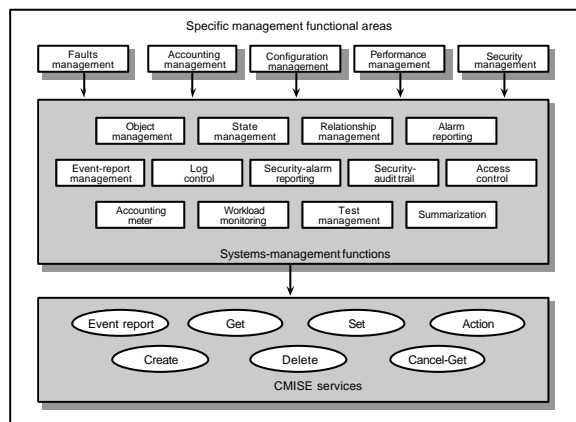 Specific management functional areas
Faults management
Accounting management
Configuration management
Performance management
Security management
Object management
State management
Relationship management
Alarm reporting
Event-report management
Log control
Security-alarm reporting
Security-audit trail
Access control
Accounting meter
Workload monitoring
Test management
Summarization
Systems-management functions
Event report
Get
Set
Action
Create
Delete
Cancel-Get
CMISE services